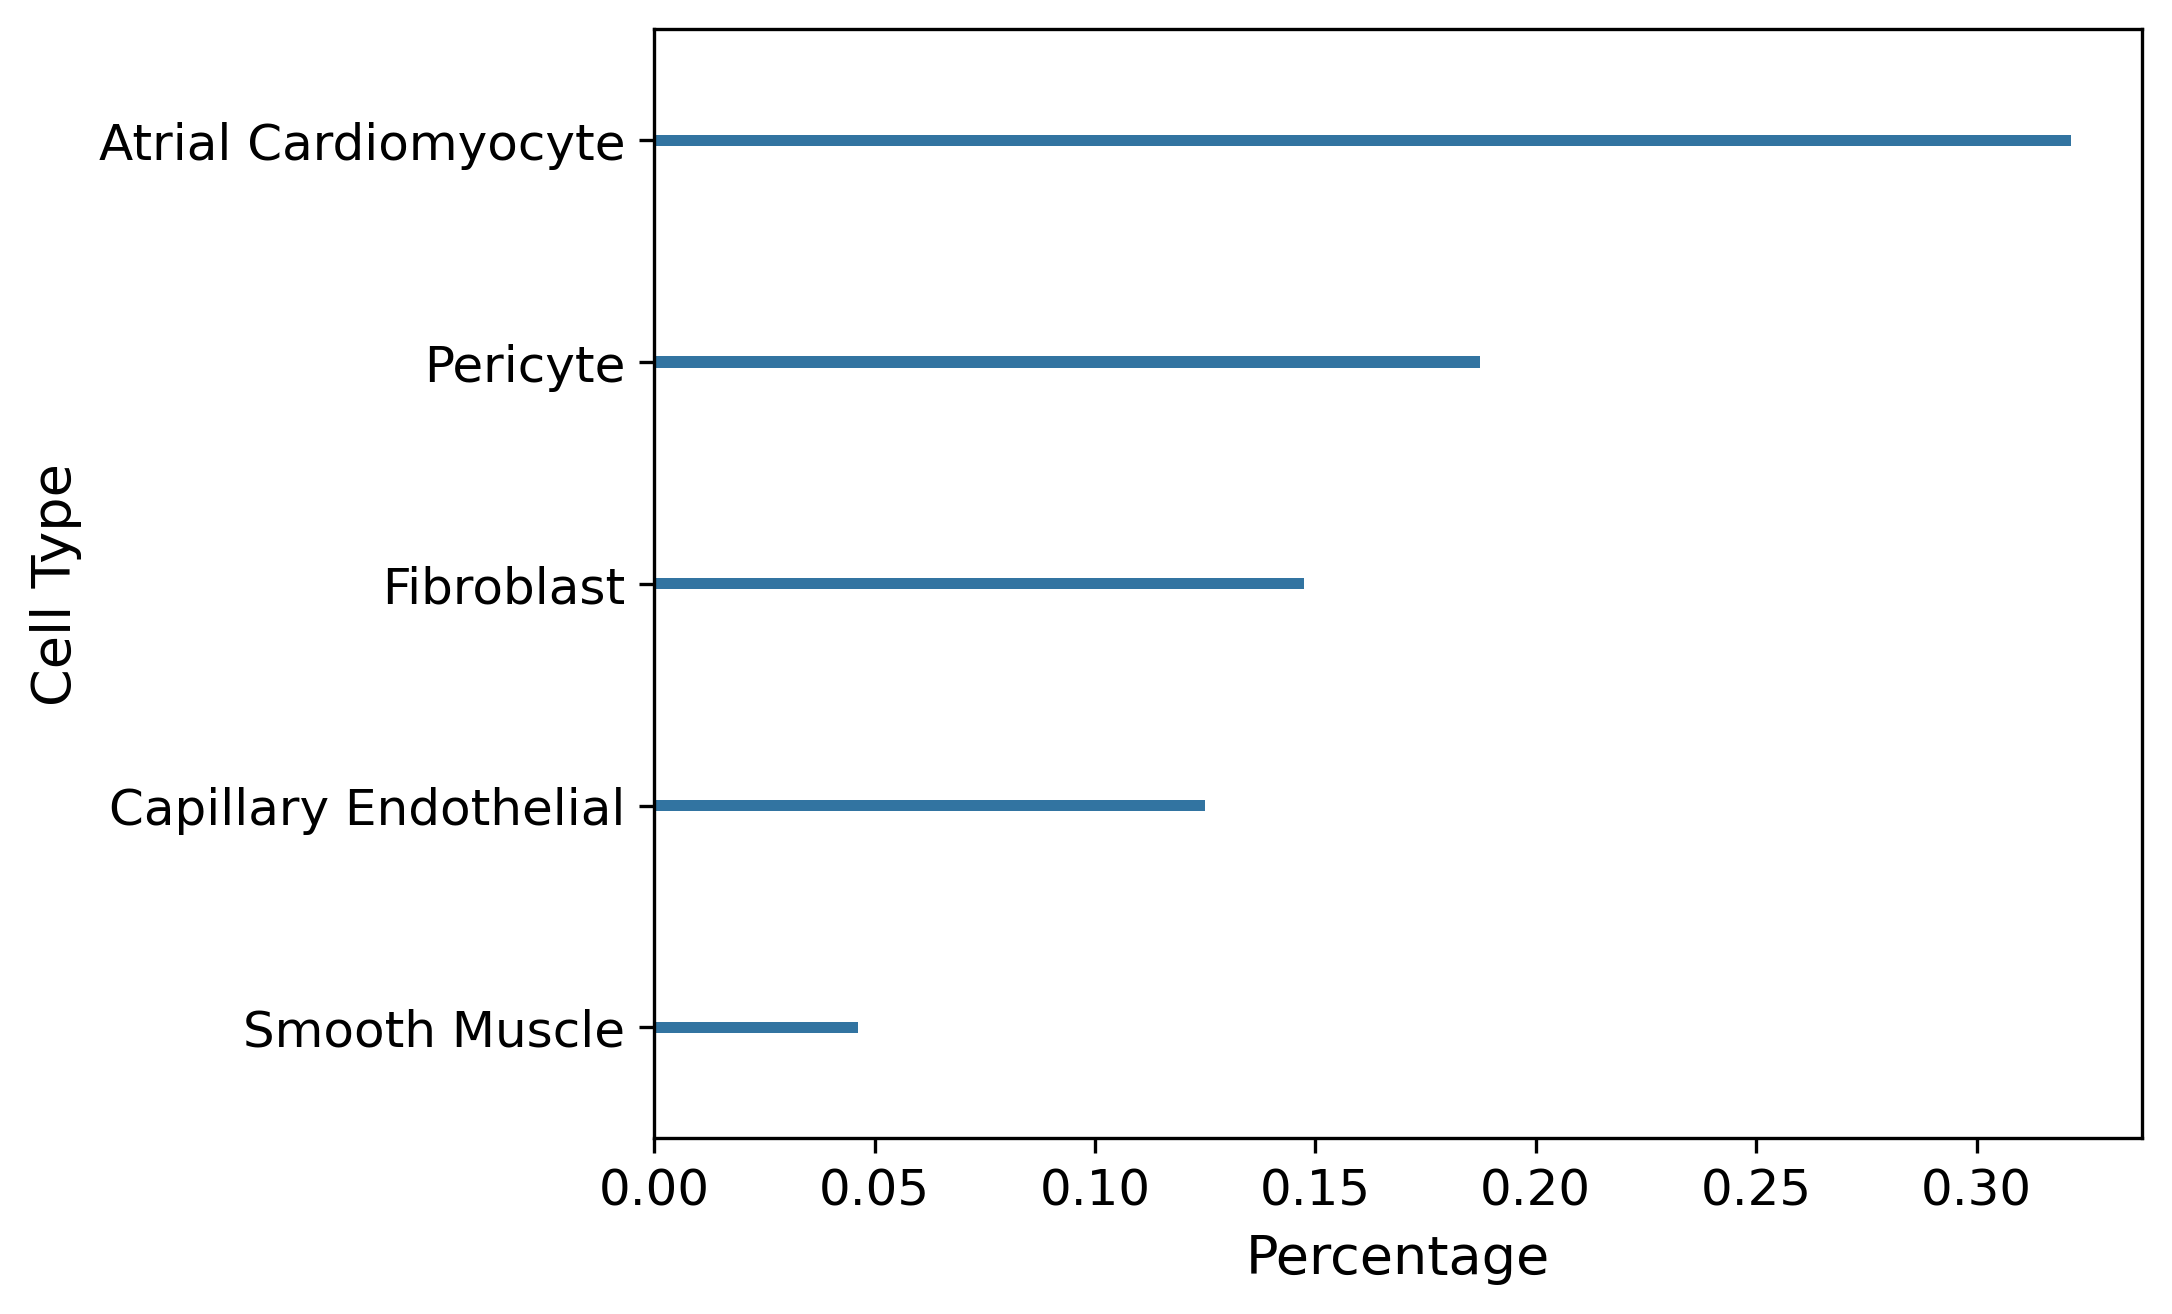 Atrial Cardiomyocyte
Pericyte
Fibroblast
Capillary Endothelial
Smooth Muscle
Cell Type
0.00 0.05 0.10 0.15 0.20 0.25 0.30
Percentage